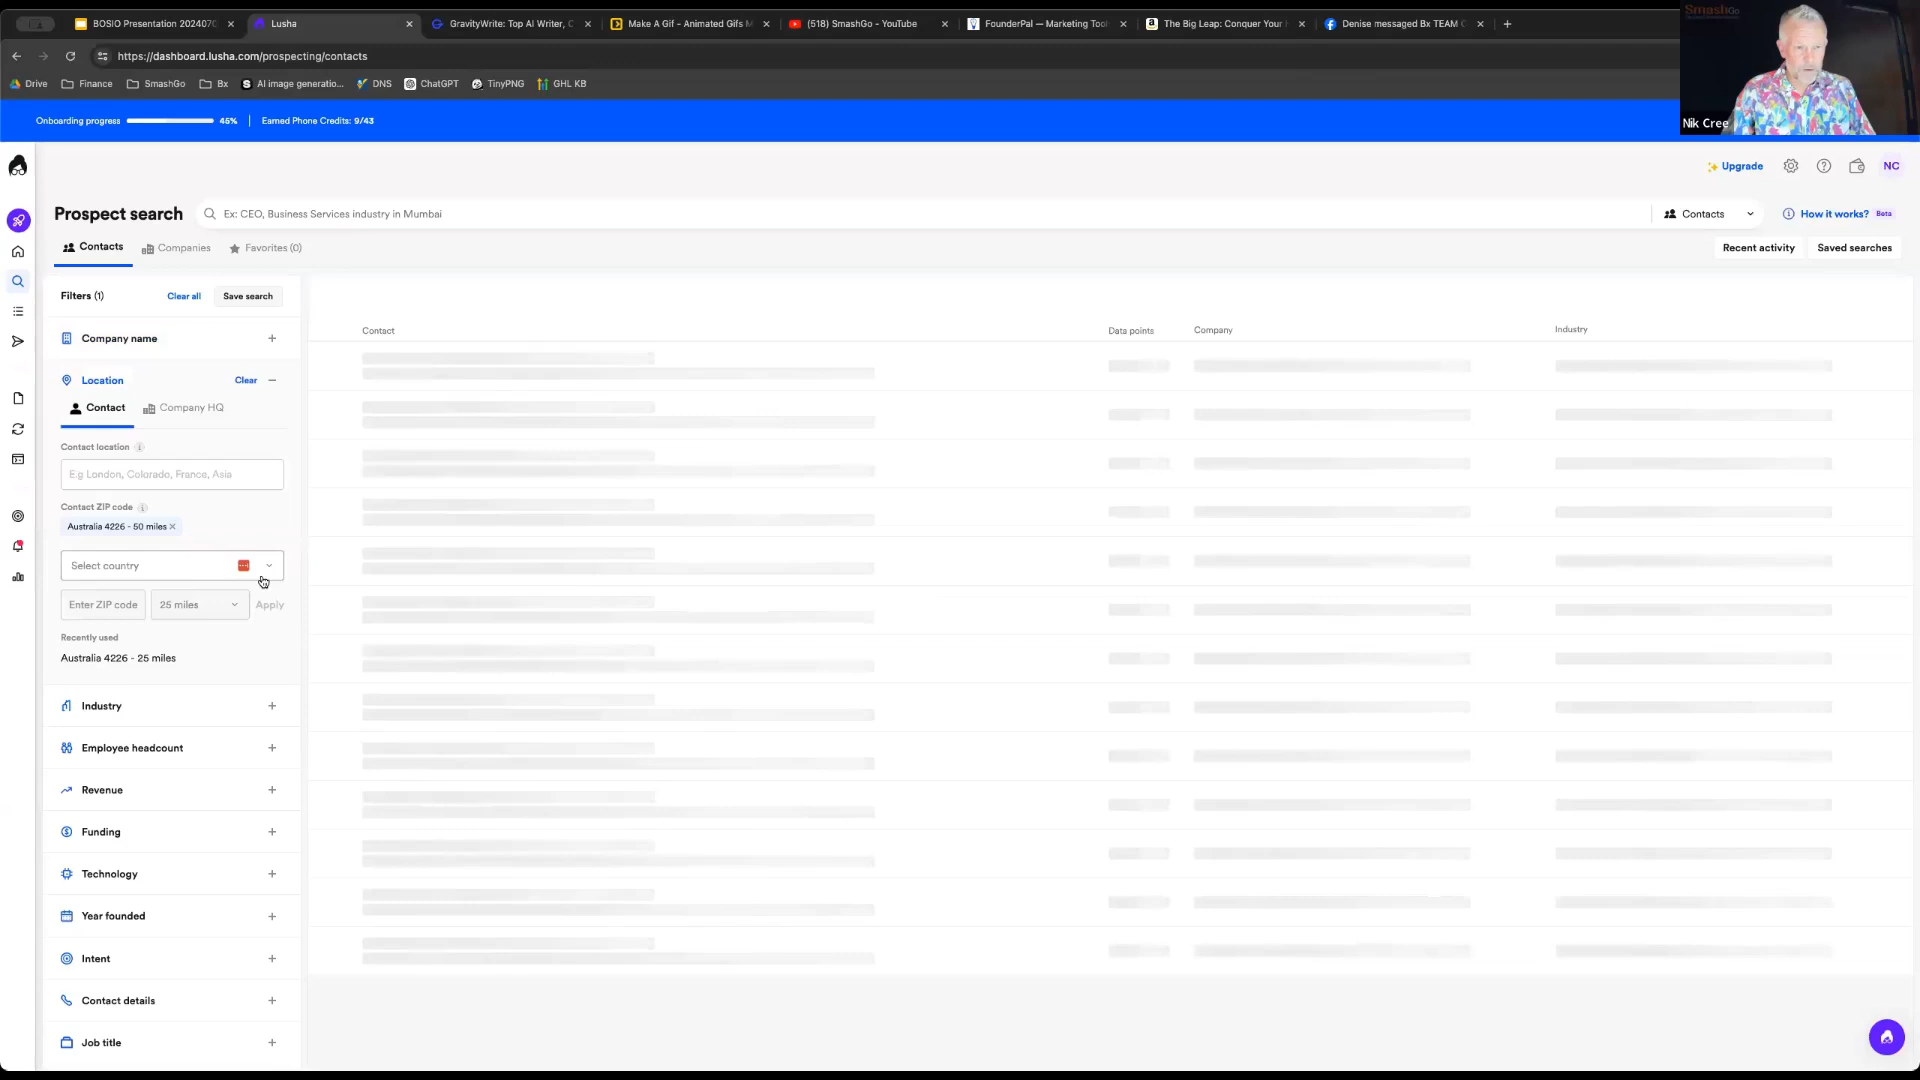 BOSIO Presentation 2024070
Lusha
GravityWrite: Top AI Writer, C
Make A Gif - Animated Gifs M
(518) SmashGo - YouTube
FounderPal — Marketing Tool
The Big Leap: Conquer Your H
Denise messaged Bx TEAM C
https://dashboard.lusha.com/prospecting/contacts
Drive
Finance
SmashGo
Bx
AI image generatio...
DNS
ChatGPT
TinyPNG
GHL KB
SmashGo
Nik Cree
Onboarding progress
45%
Earned Phone Credits: 9/43
Upgrade
NC
Prospect search
Ex: CEO, Business Services industry in Mumbai
Contacts
How it works? Beta
Contacts
Companies
Favorites (0)
Recent activity
Saved searches
Filters (1)
Clear all
Save search
Company name
Location
Clear
Contact
Company HQ
Contact location
E.g London, Colorado, France, Asia
Contact ZIP code
Australia 4226 - 50 miles
Select country
Enter ZIP code
25 miles
Apply
Recently used
Australia 4226 - 25 miles
Industry
Employee headcount
Revenue
Funding
Technology
Year founded
Intent
Contact details
Job title
Contact
Data points
Company
Industry